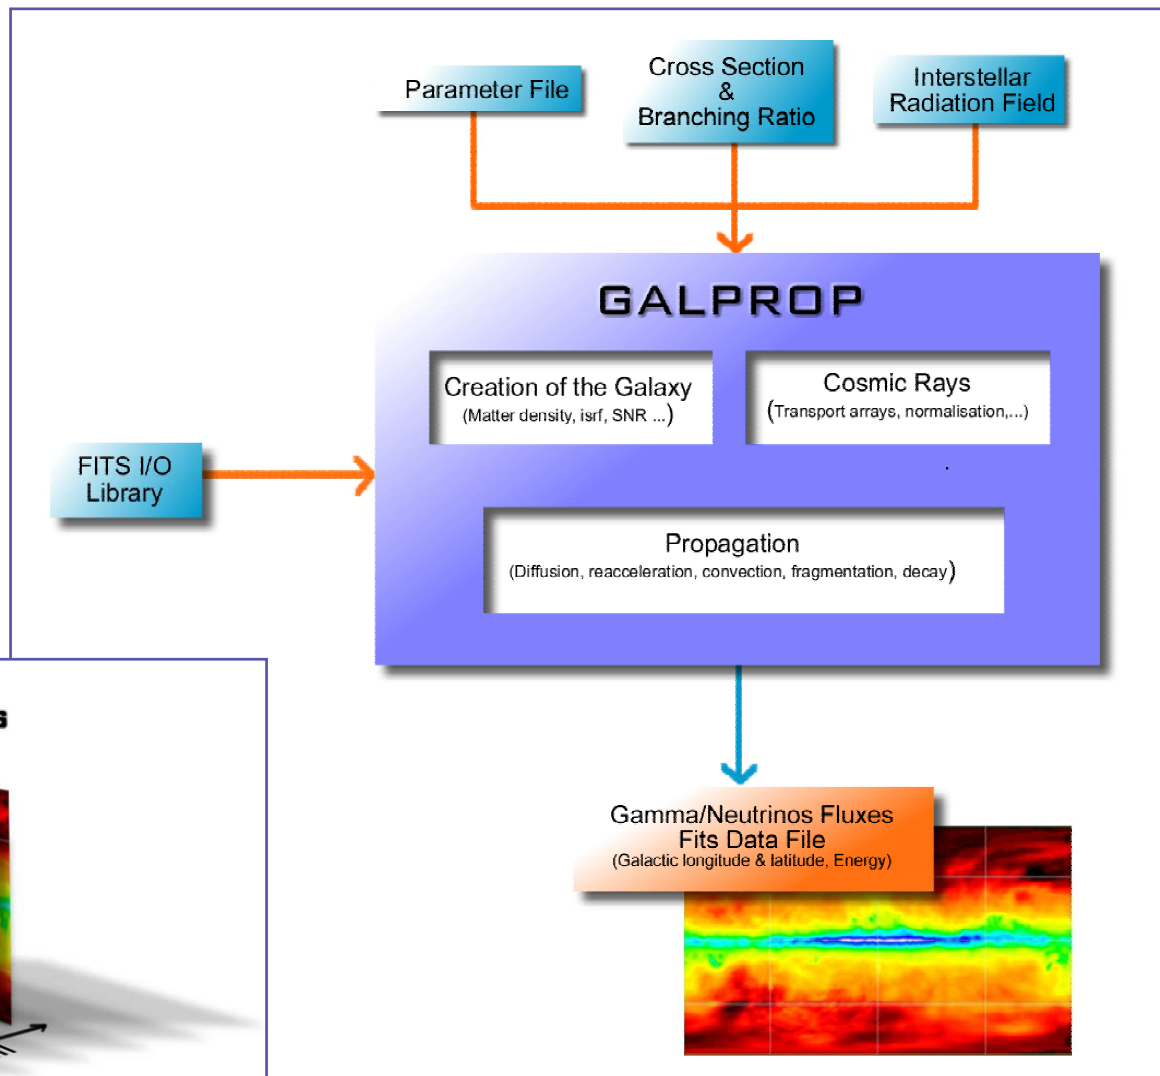 Parameter File
Cross Section
&
Branching Ratio
Interstellar
Radiation Field
GALPROP
Creation of the Galaxy
(Matter density, isrf, SNR ...)
Cosmic Rays
(Transport arrays, normalisation,...)
FITS I/O
Library
Propagation
(Diffusion, reacceleration, convection, fragmentation, decay)
Gamma/Neutrinos Fluxes
Fits Data File
(Galactic longitude & latitude, Energy)